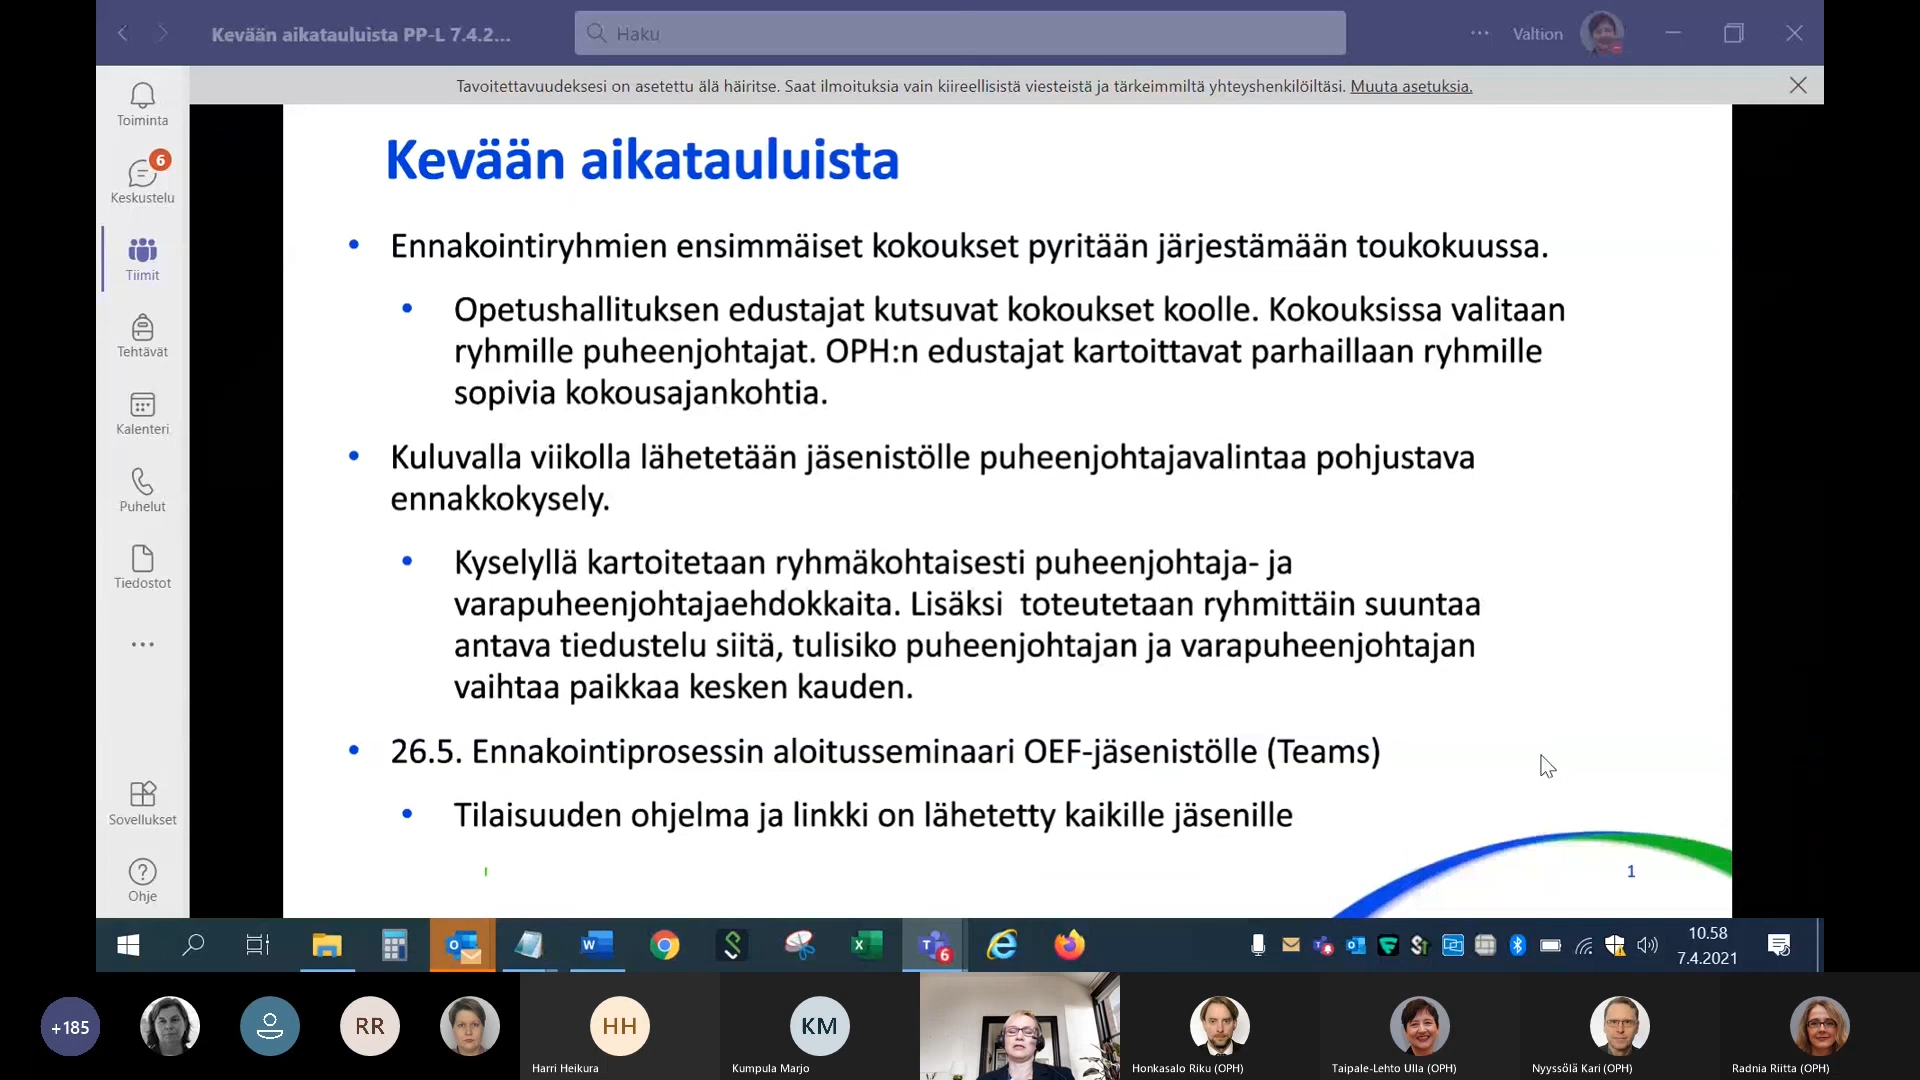 Kevään aikatauluista PP-L 7.4.2...
Haku
Valtion
Tavoitettavuudeksesi on asetettu älä häiritse. Saat ilmoituksia vain kiireellisistä viesteistä ja tärkeimmiltä yhteyshenkilöiltäsi. Muuta asetuksia.
Toiminta
6
Keskustelu
Tiimit
Tehtävät
Kalenteri
Puhelut
Tiedostot
Sovellukset
Ohje
Kevään aikatauluista
• Ennakointiryhmien ensimmäiset kokoukset pyritään järjestämään toukokuussa.
• Opetushallituksen edustajat kutsuvat kokoukset koolle. Kokouksissa valitaan
ryhmille puheenjohtajat. OPH:n edustajat kartoittavat parhaillaan ryhmille
sopivia kokousajankohtia.
• Kuluvalla viikolla lähetetään jäsenistölle puheenjohtajavalintaa pohjustava
ennakkokysely.
• Kyselyllä kartoitetaan ryhmäkohtaisesti puheenjohtaja- ja
varapuheenjohtajaehdokkaita. Lisäksi toteutetaan ryhmittäin suuntaa
antava tiedustelu siitä, tulisiko puheenjohtajan ja varapuheenjohtajan
vaihtaa paikkaa kesken kauden.
• 26.5. Ennakointiprosessin aloitusseminaari OEF-jäsenistölle (Teams)
• Tilaisuuden ohjelma ja linkki on lähetetty kaikille jäsenille
1
6
10.58
7.4.2021
+185
RR
HH
Harri Heikura
KM
Kumpula Marjo
Honkasalo Riku (OPH)
Taipale-Lehto Ulla (OPH)
Nyyssölä Kari (OPH)
Radnia Riitta (OPH)